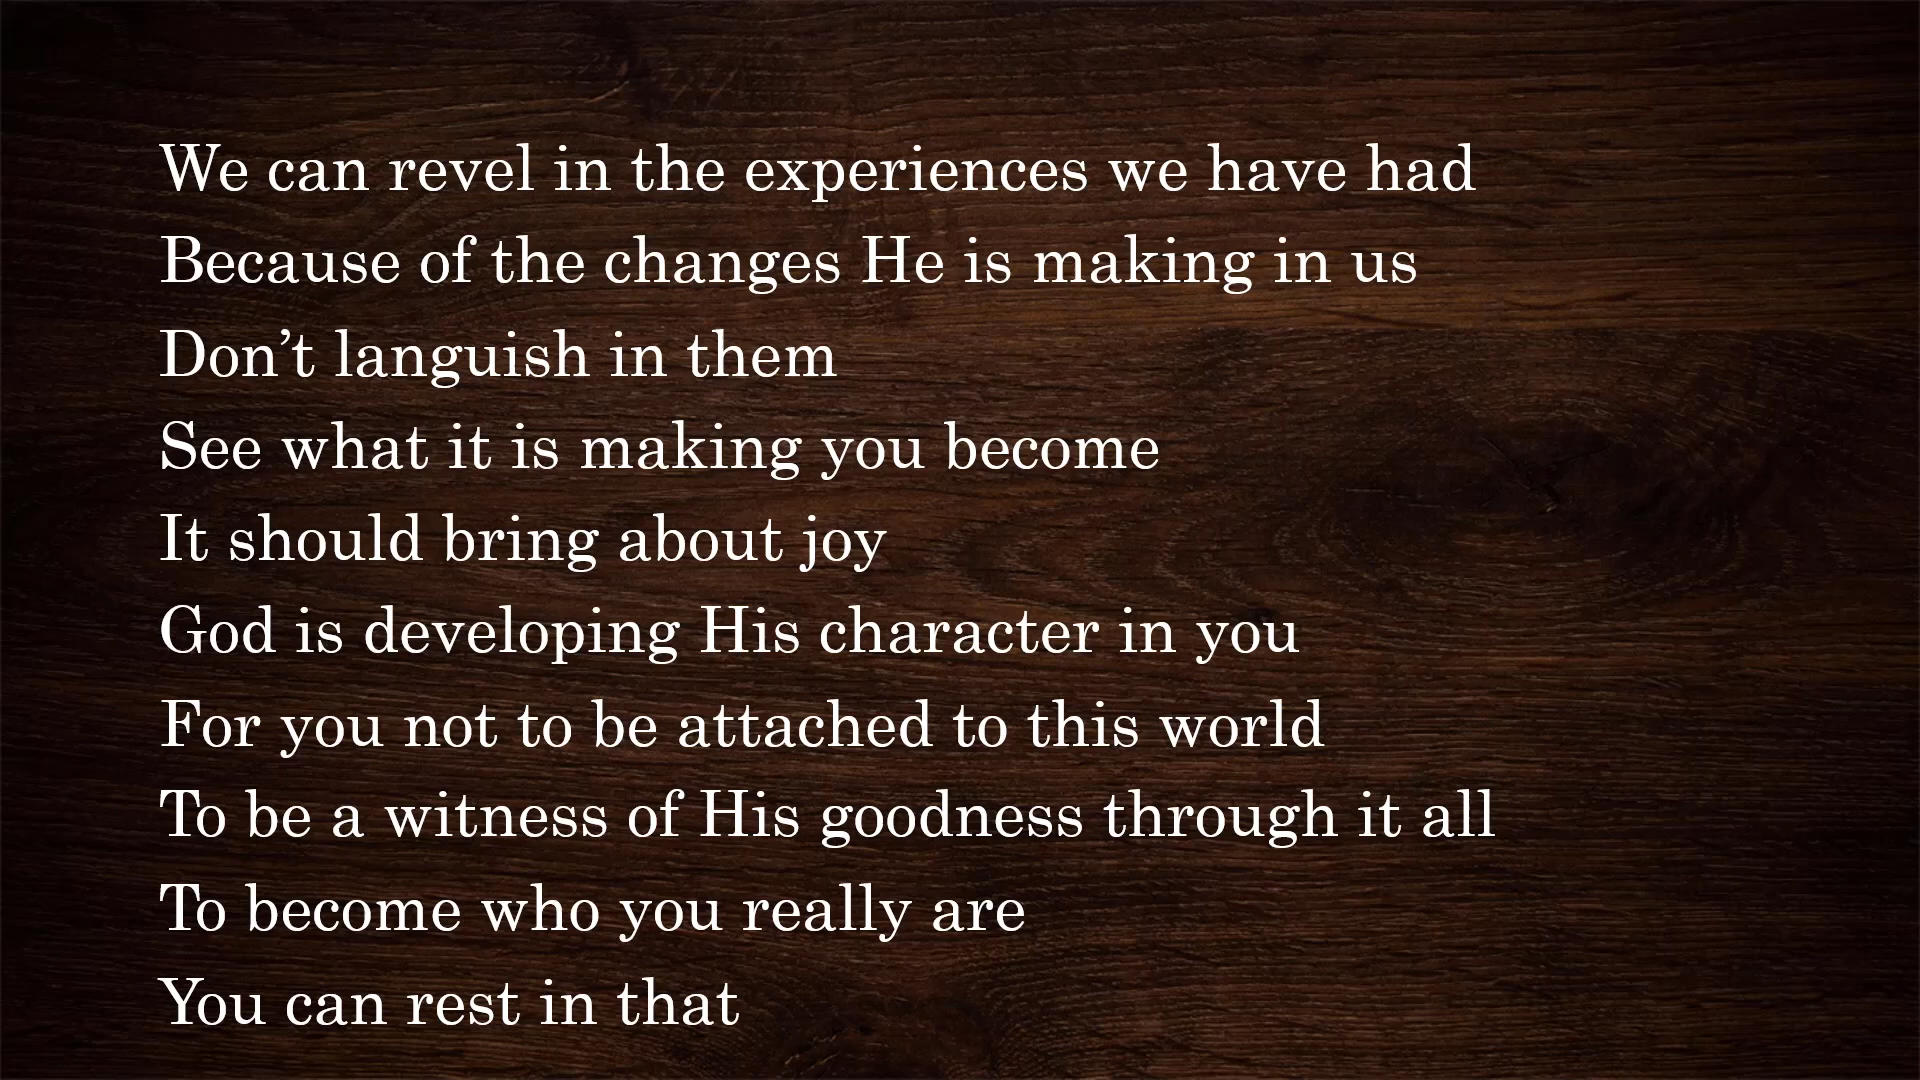 We can revel in the experiences we have had
Because of the changes He is making in us
Don’t languish in them
See what it is making you become
It should bring about joy
God is developing His character in you
For you not to be attached to this world
To be a witness of His goodness through it all
To become who you really are
You can rest in that